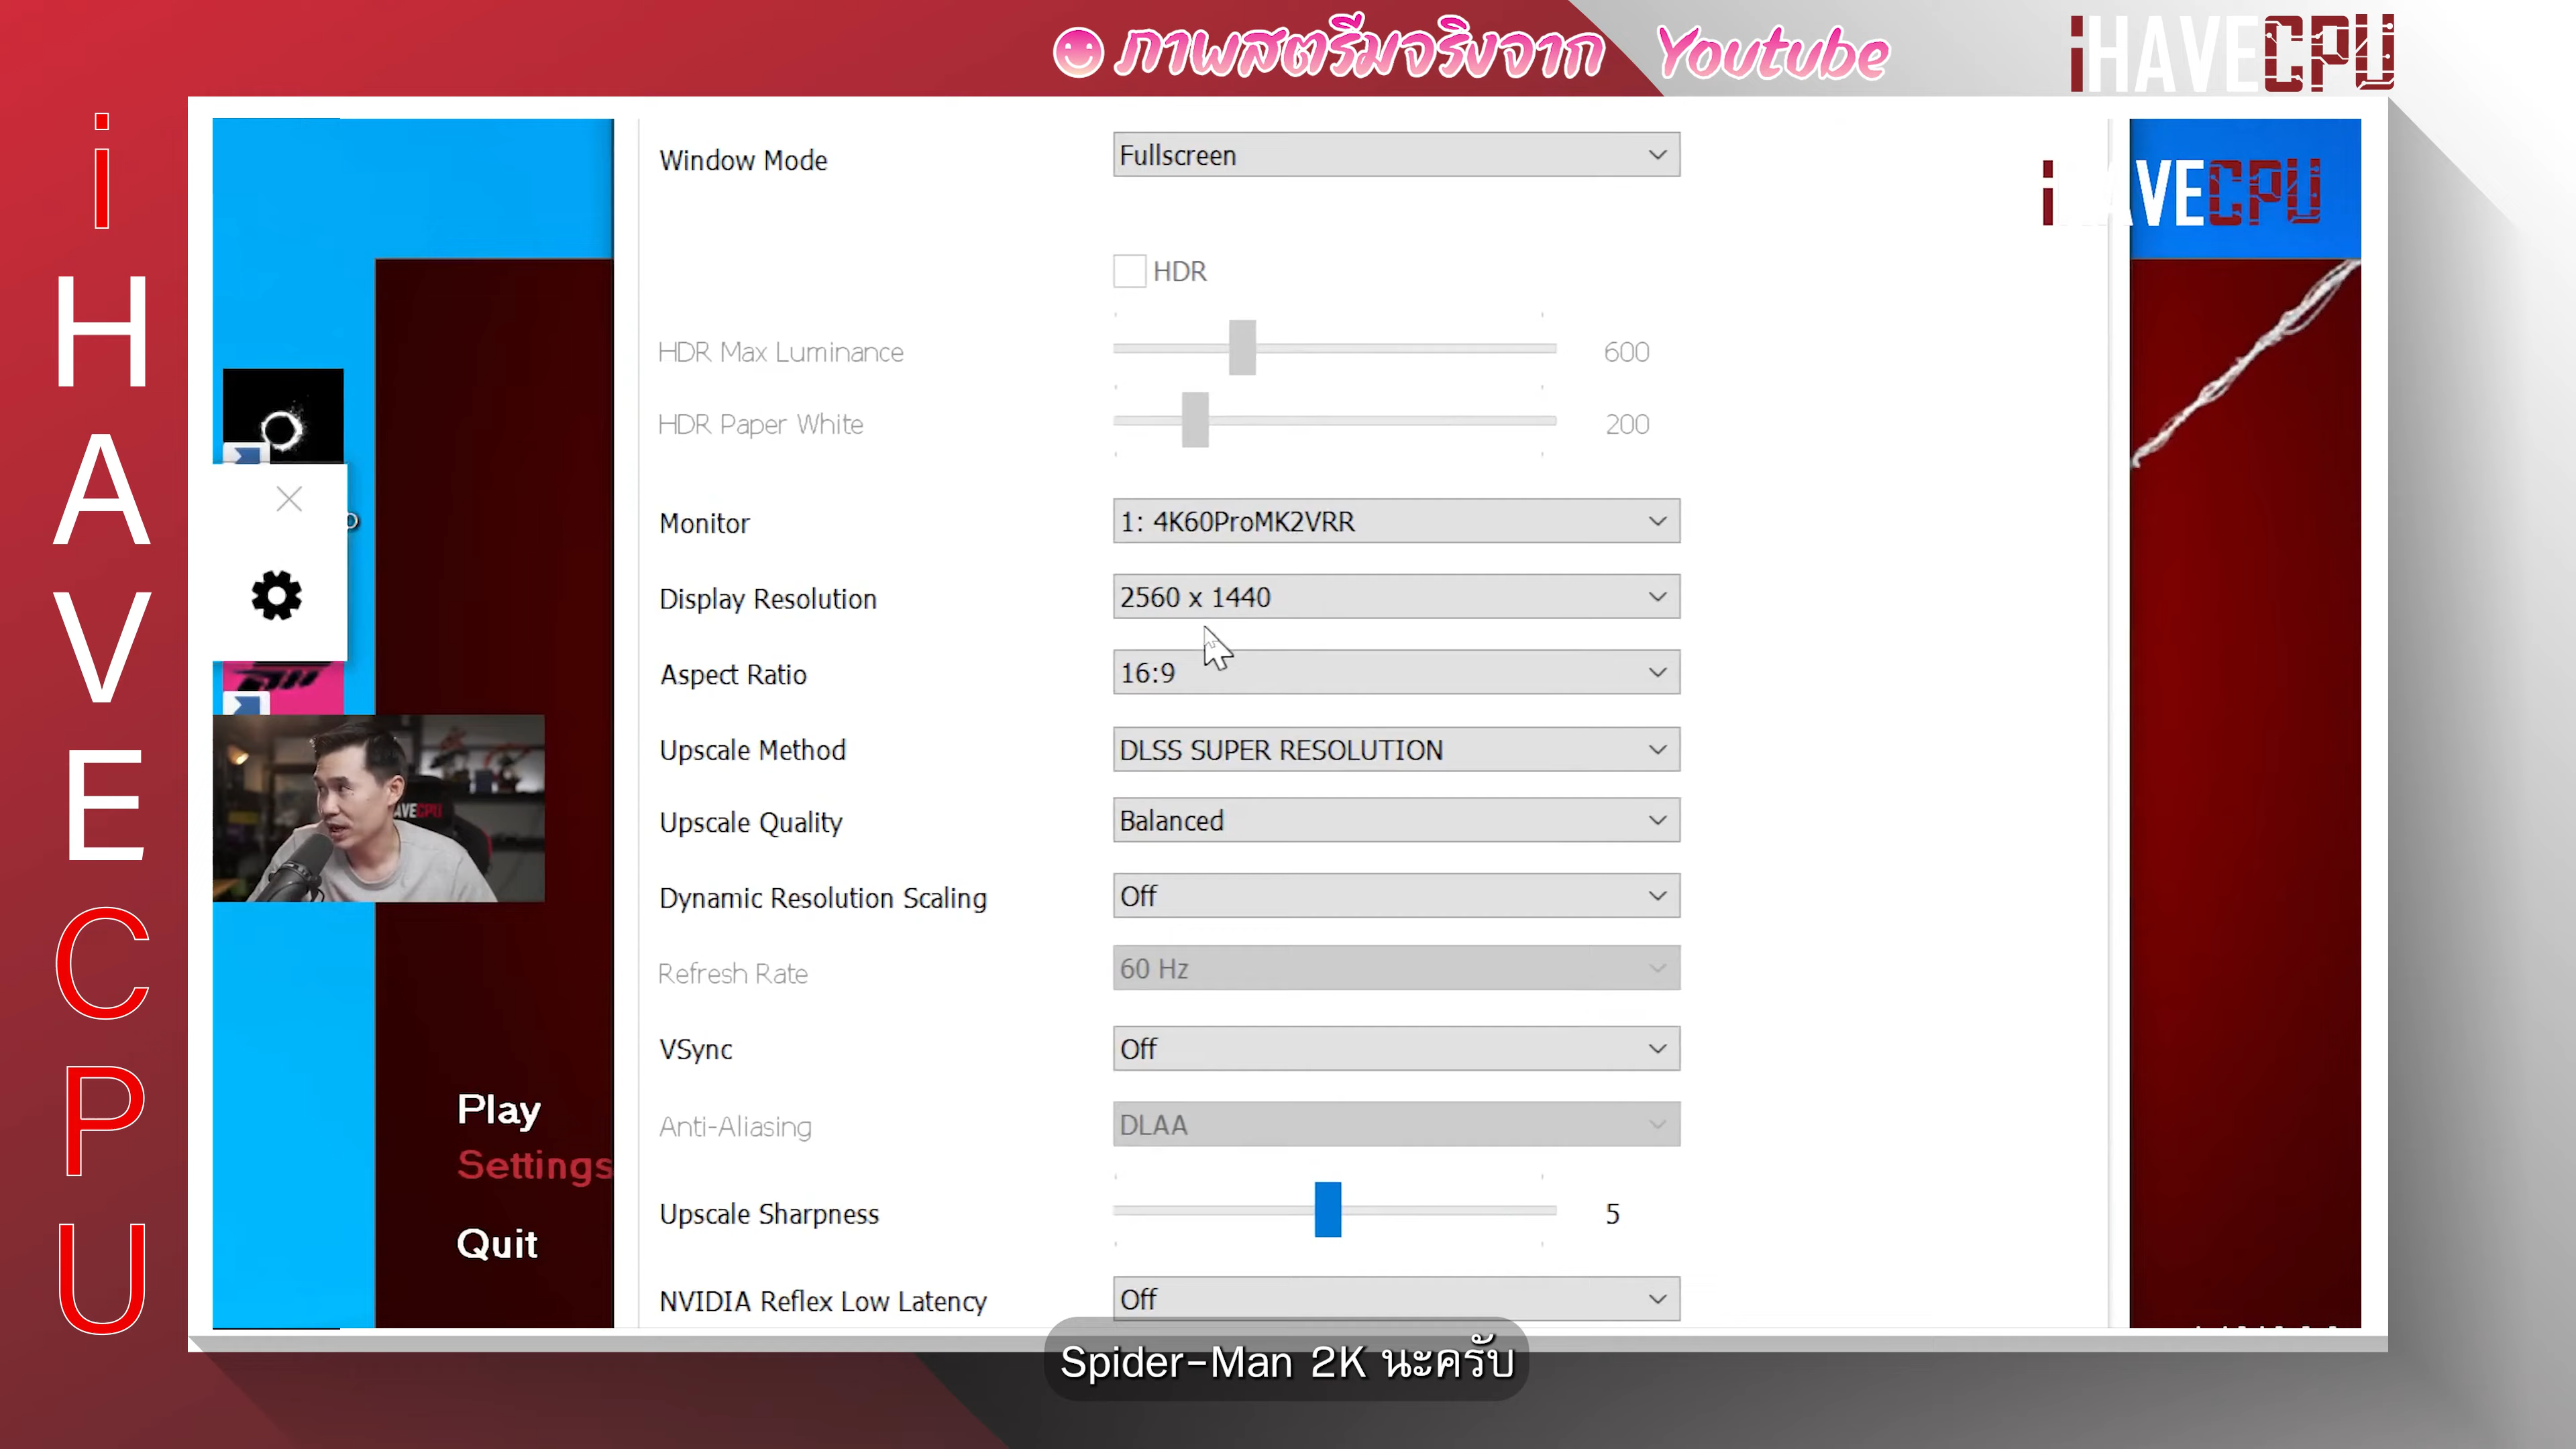 ภาพสตรีมจริงจาก Youtube
iHAVECPU
iHAVECPU
Window Mode
Fullscreen
HDR
HDR Max Luminance
600
HDR Paper White
200
Monitor
1: 4K60ProMK2VRR
Display Resolution
2560 x 1440
Aspect Ratio
16:9
Upscale Method
DLSS SUPER RESOLUTION
Upscale Quality
Balanced
Dynamic Resolution Scaling
Off
Refresh Rate
60 Hz
VSync
Off
Anti-Aliasing
DLAA
Upscale Sharpness
5
NVIDIA Reflex Low Latency
Off
Play
Settings
Quit
AVECPU
AVECPU
Spider-Man 2K นะครับ